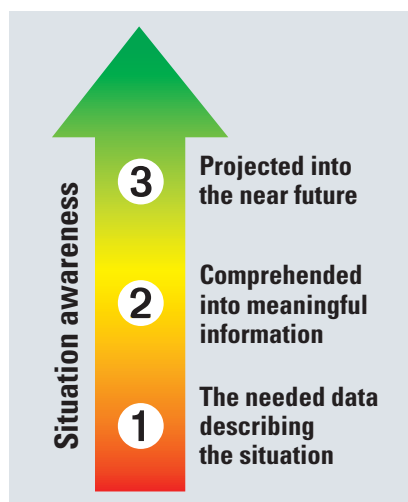 Situation awareness
3
Projected into
the near future
2
Comprehended
into meaningful
information
1
The needed data
describing
the situation